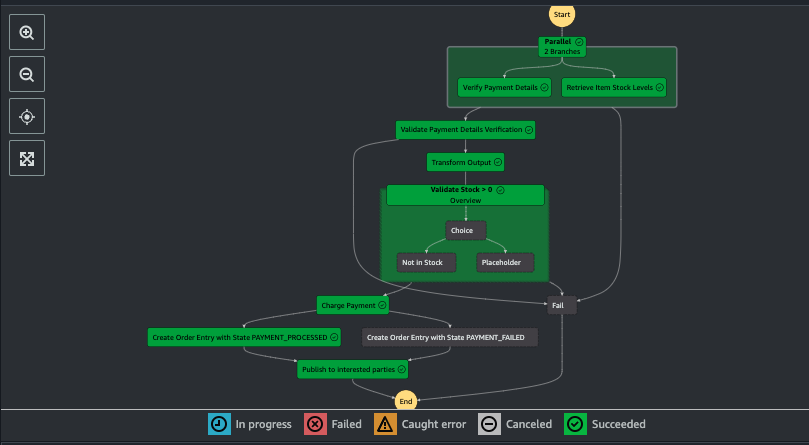 Start
Parallel
2 Branches
Verify Payment Details
Retrieve Item Stock Levels
Validate Payment Details Verification
Transform Output
Validate Stock > 0
Overview
Choice
Not in Stock
Placeholder
Charge Payment
Fail
Create Order Entry with State PAYMENT_PROCESSED
Create Order Entry with State PAYMENT_FAILED
Publish to interested parties
End
In progress
Failed
Caught error
Canceled
Succeeded